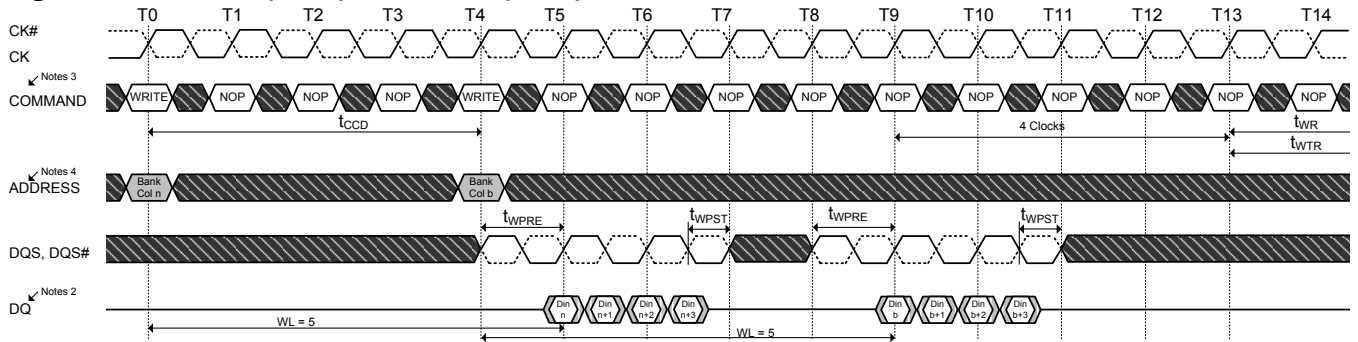 T0 T1 T2 T3 T4 T5 T6 T7 T8 T9 T10 T11 T12 T13 T14
CK#
CK
Notes 3
COMMAND WRITE NOP NOP NOP WRITE NOP NOP NOP NOP NOP NOP NOP NOP NOP NOP
tCCD 4 Clocks tWR
tWTR
Notes 4
ADDRESS Bank Col n Bank Col b
tWPRE tWPST tWPRE tWPST
DQS, DQS#
Notes 2
DQ Din n Din n+1 Din n+2 Din n+3 Din b Din b+1 Din b+2 Din b+3
WL = 5 WL = 5